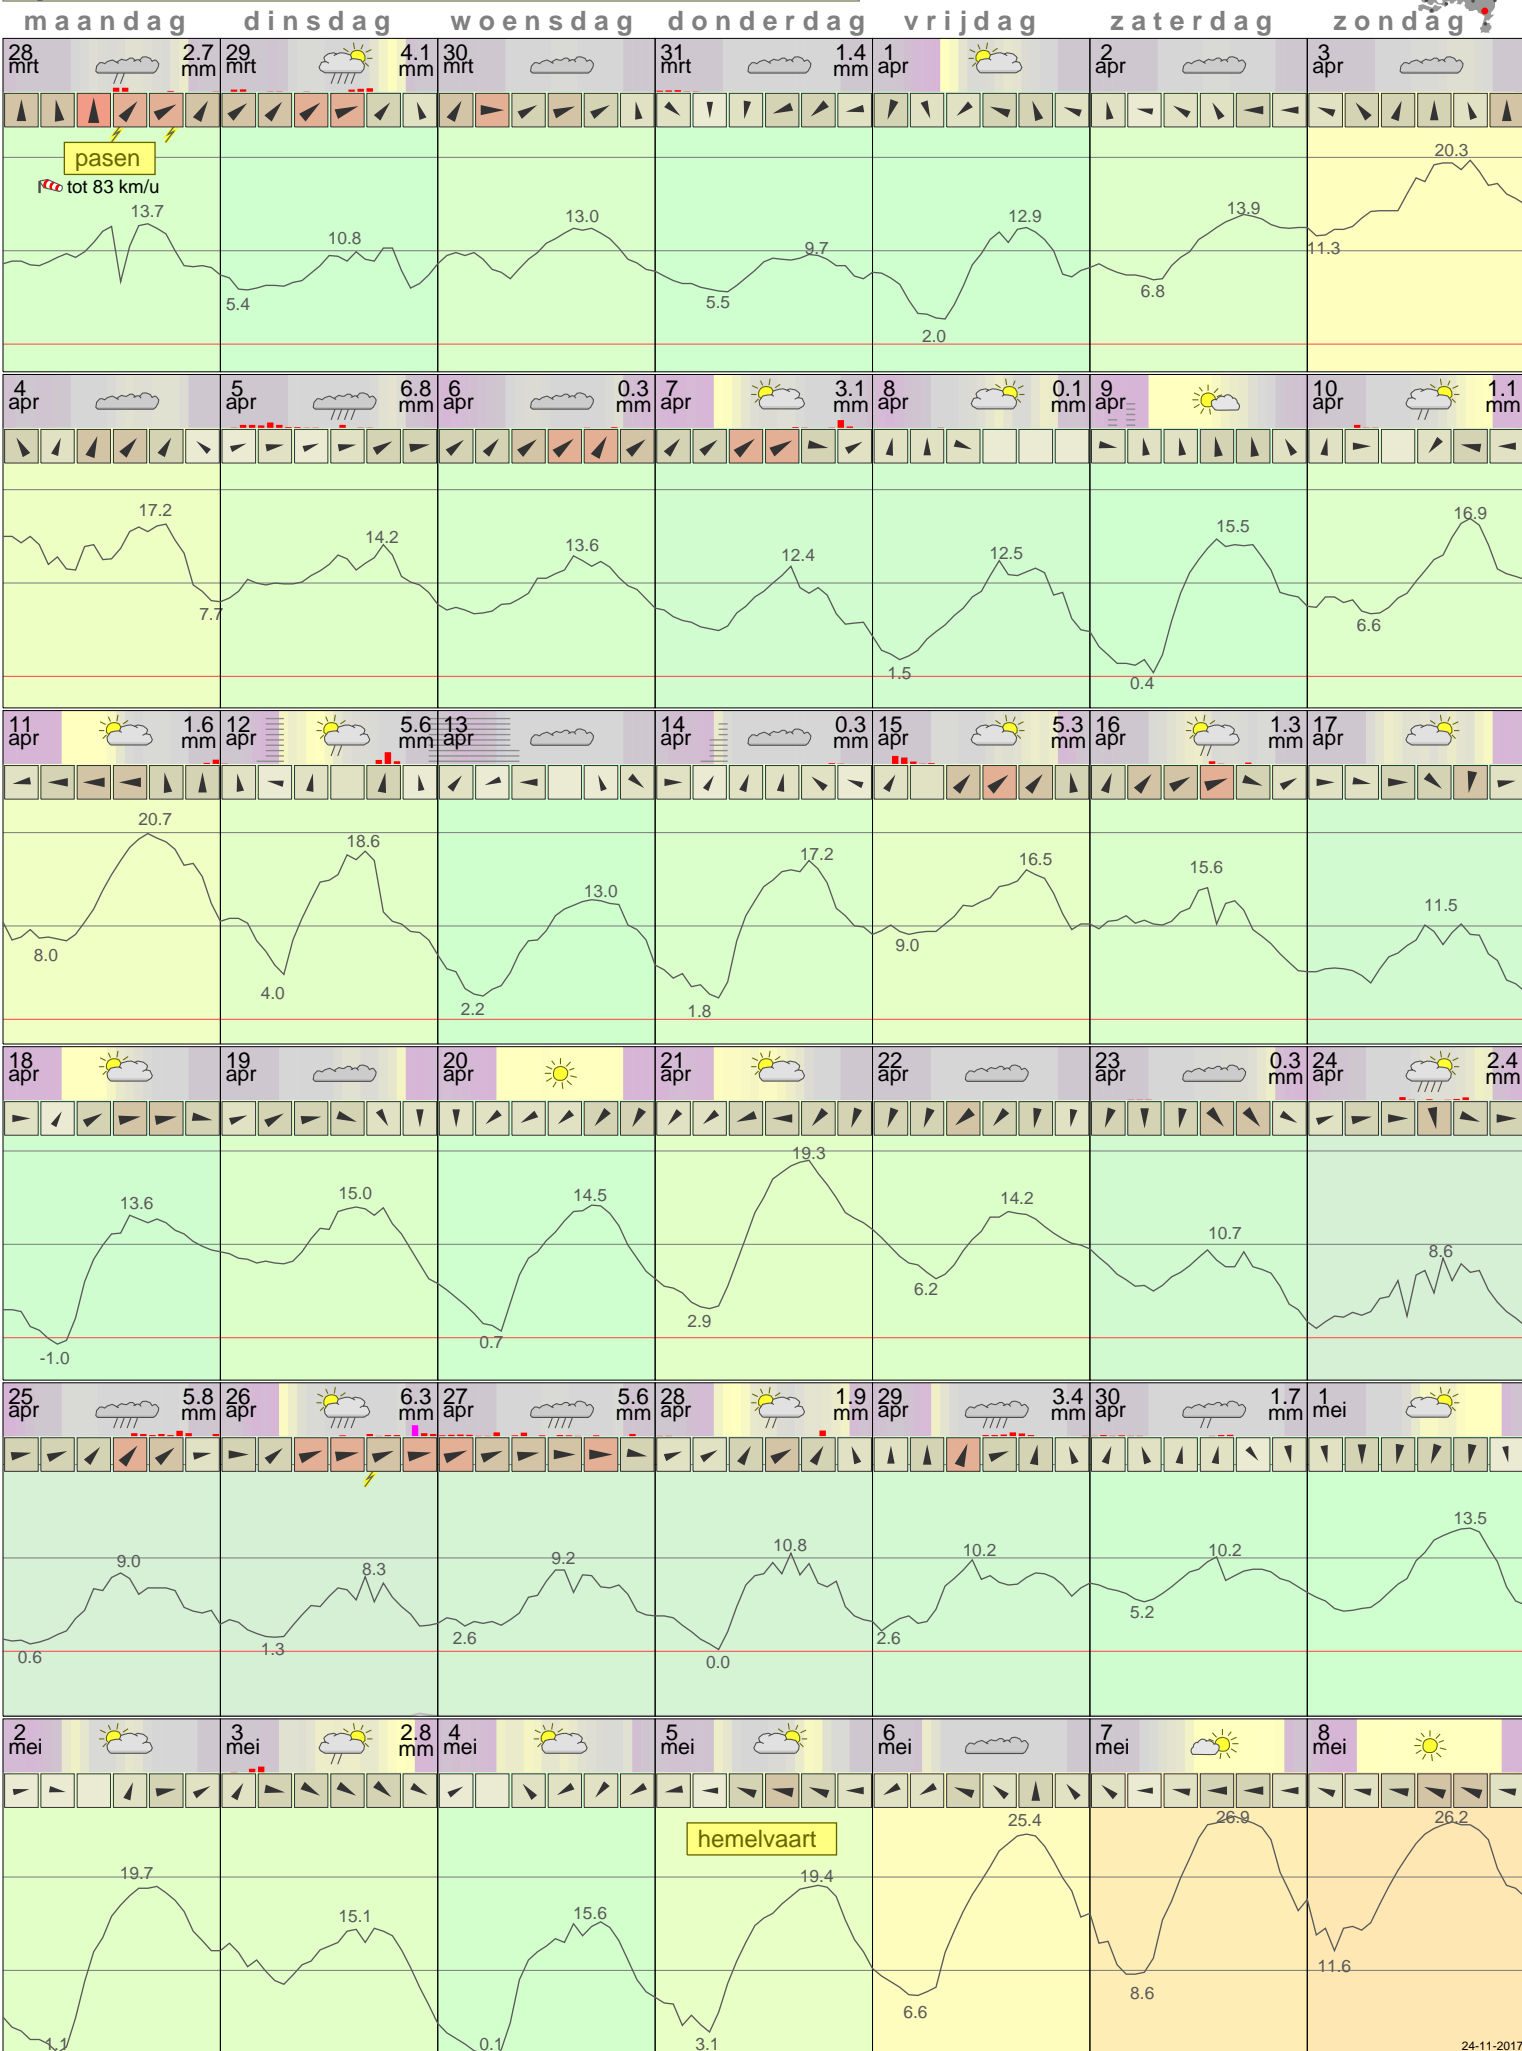 maandag dinsdag woensdag donderdag vrijdag zaterdag zondag
28 mrt 2.7 mm 29 mrt 4.1 mm 30 mrt 31 mrt 1.4 mm 1 apr 2 apr 3 apr
pasen
tot 83 km/u
13.7 5.4 10.8 13.0 5.5 9.7 2.0 12.9 6.8 13.9 11.3 20.3
4 apr 5 apr 6.8 mm 6 apr 0.3 mm 7 apr 3.1 mm 8 apr 0.1 mm 9 apr 10 apr 1.1 mm
17.2 7.7 14.2 13.6 12.4 1.5 12.5 0.4 15.5 6.6 16.9
11 apr 1.6 mm 12 apr 5.6 mm 13 apr 14 apr 0.3 mm 15 apr 5.3 mm 16 apr 1.3 mm 17 apr
8.0 20.7 4.0 18.6 2.2 13.0 1.8 17.2 9.0 16.5 15.6 11.5
18 apr 19 apr 20 apr 21 apr 22 apr 23 apr 0.3 mm 24 apr 2.4 mm
-1.0 13.6 15.0 0.7 14.5 2.9 19.3 6.2 14.2 10.7 8.6
25 apr 5.8 mm 26 apr 6.3 mm 27 apr 5.6 mm 28 apr 1.9 mm 29 apr 3.4 mm 30 apr 1.7 mm 1 mei
0.6 9.0 1.3 8.3 2.6 9.2 0.0 10.8 2.6 10.2 5.2 10.2 13.5
2 mei 3 mei 2.8 mm 4 mei 5 mei 6 mei 7 mei 8 mei
hemelvaart
1.1 19.7 15.1 0.1 15.6 3.1 19.4 6.6 25.4 8.6 26.9 11.6 26.2
24-11-2017